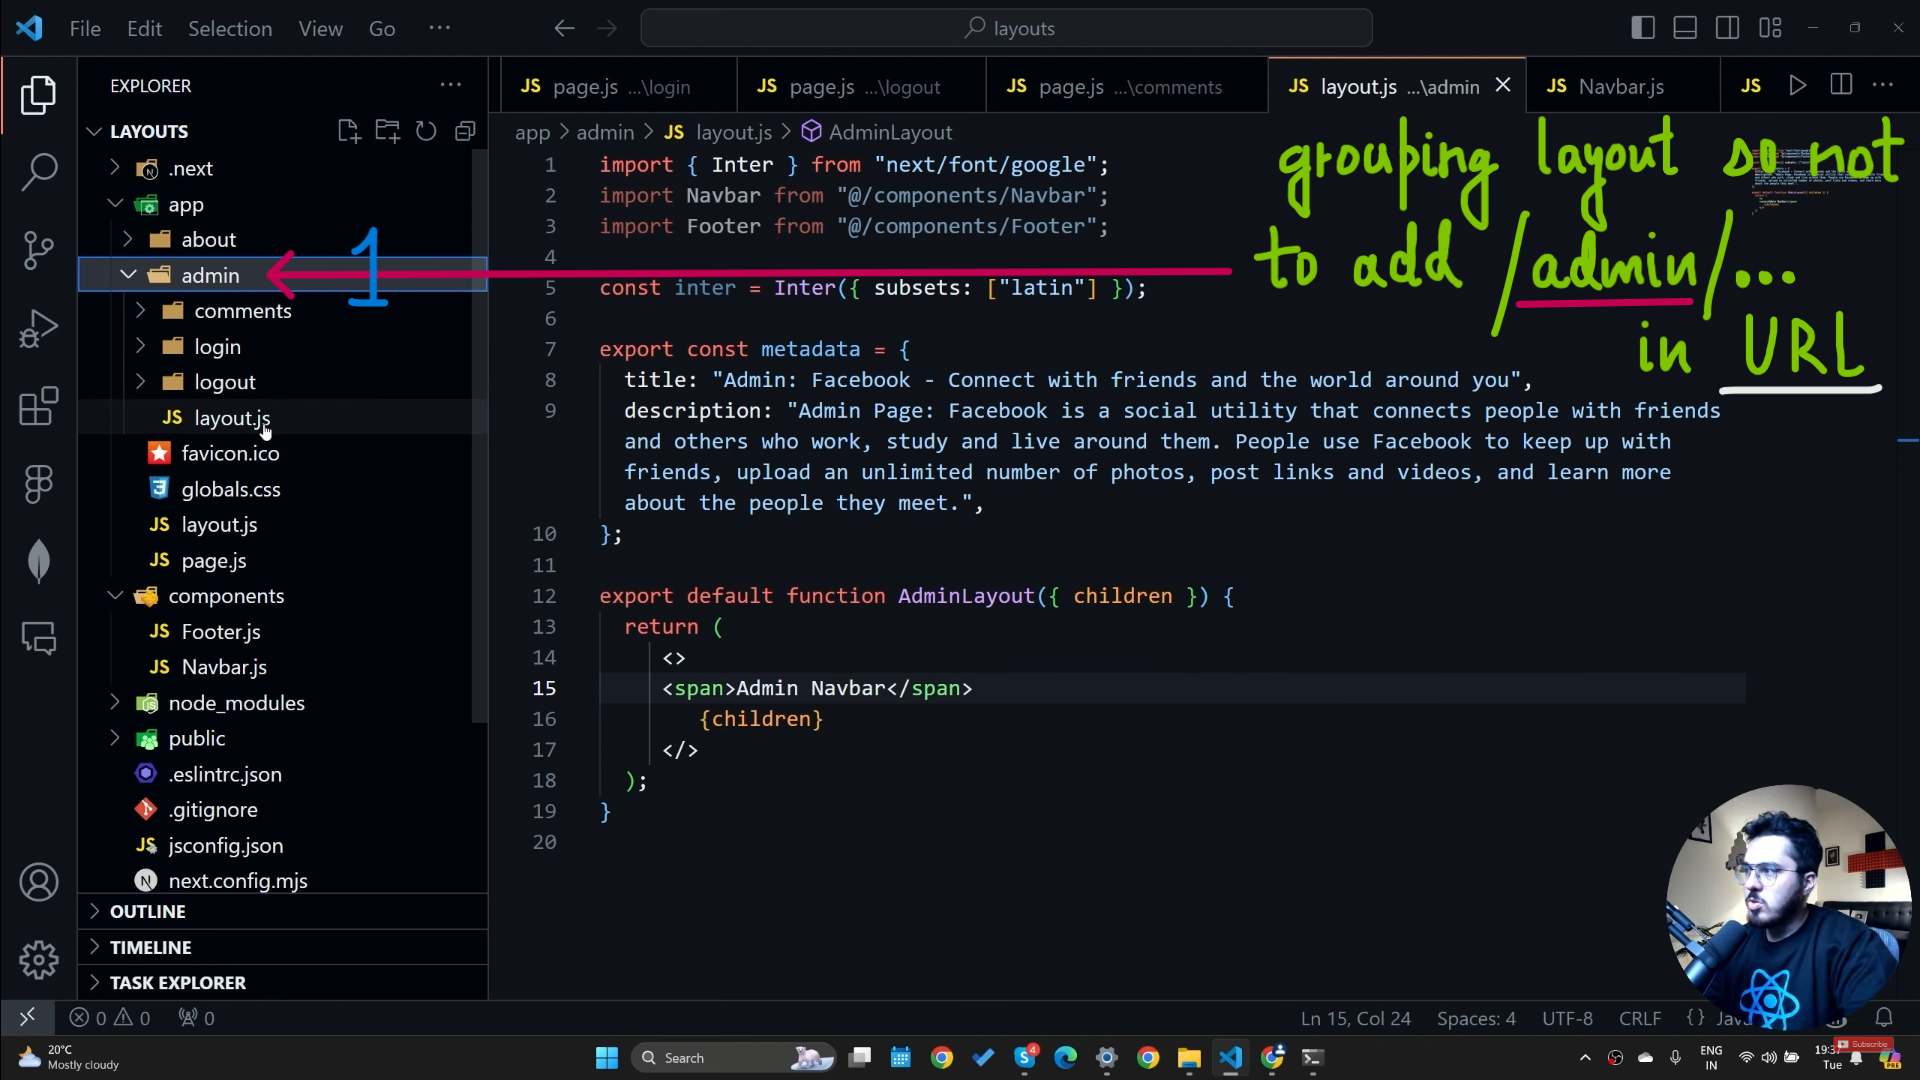 File Edit Selection View Go ···
layouts
EXPLORER ···
LAYOUTS
.next
app
about
admin
1
comments
login
logout
layout.js
favicon.ico
globals.css
layout.js
page.js
components
Footer.js
Navbar.js
node_modules
public
.eslintrc.json
.gitignore
jsconfig.json
next.config.mjs
OUTLINE
TIMELINE
TASK EXPLORER
JS page.js ...\login JS page.js ...\logout JS page.js ...\comments JS layout.js ...\admin JS Navbar.js JS
app > admin > JS layout.js > AdminLayout
grouping layout so not
to add /admin/...
in URL
1 import { Inter } from "next/font/google";
2 import Navbar from "@/components/Navbar";
3 import Footer from "@/components/Footer";
4
5 const inter = Inter({ subsets: ["latin"] });
6
7 export const metadata = {
8 title: "Admin: Facebook - Connect with friends and the world around you",
9 description: "Admin Page: Facebook is a social utility that connects people with friends
and others who work, study and live around them. People use Facebook to keep up with
friends, upload an unlimited number of photos, post links and videos, and learn more
about the people they meet.",
10 };
11
12 export default function AdminLayout({ children }) {
13 return (
14 <>
15 <span>Admin Navbar</span>
16 {children}
17 </>
18 );
19 }
20
0 0 0
Ln 15, Col 24 Spaces: 4 UTF-8 CRLF {}
Subscribe
20°C
Mostly cloudy
Search
4
ENG
IN
Tue
PRE